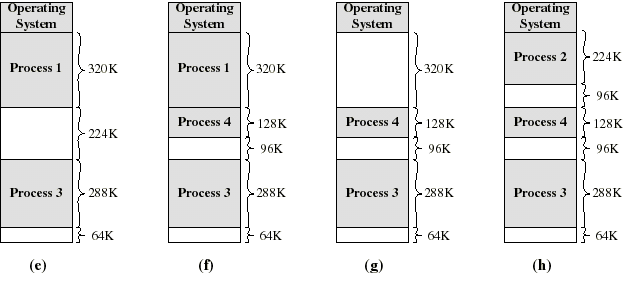 Operating
System
Process 1
320K
224K
Process 3
288K
64K
(e)
Operating
System
Process 1
320K
Process 4
128K
96K
Process 3
288K
64K
(f)
Operating
System
320K
Process 4
128K
96K
Process 3
288K
64K
(g)
Operating
System
Process 2
224K
96K
Process 4
128K
96K
Process 3
288K
64K
(h)